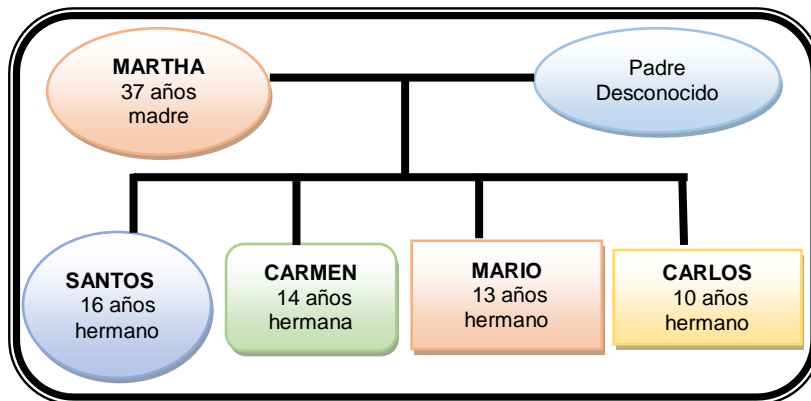 MARTHA
37 años
madre
Padre
Desconocido
SANTOS
16 años
hermano
CARMEN
14 años
hermana
MARIO
13 años
hermano
CARLOS
10 años
hermano